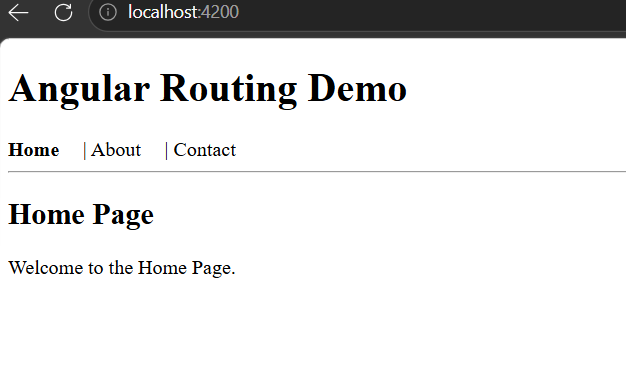 localhost:4200
Angular Routing Demo
Home | About | Contact
Home Page
Welcome to the Home Page.